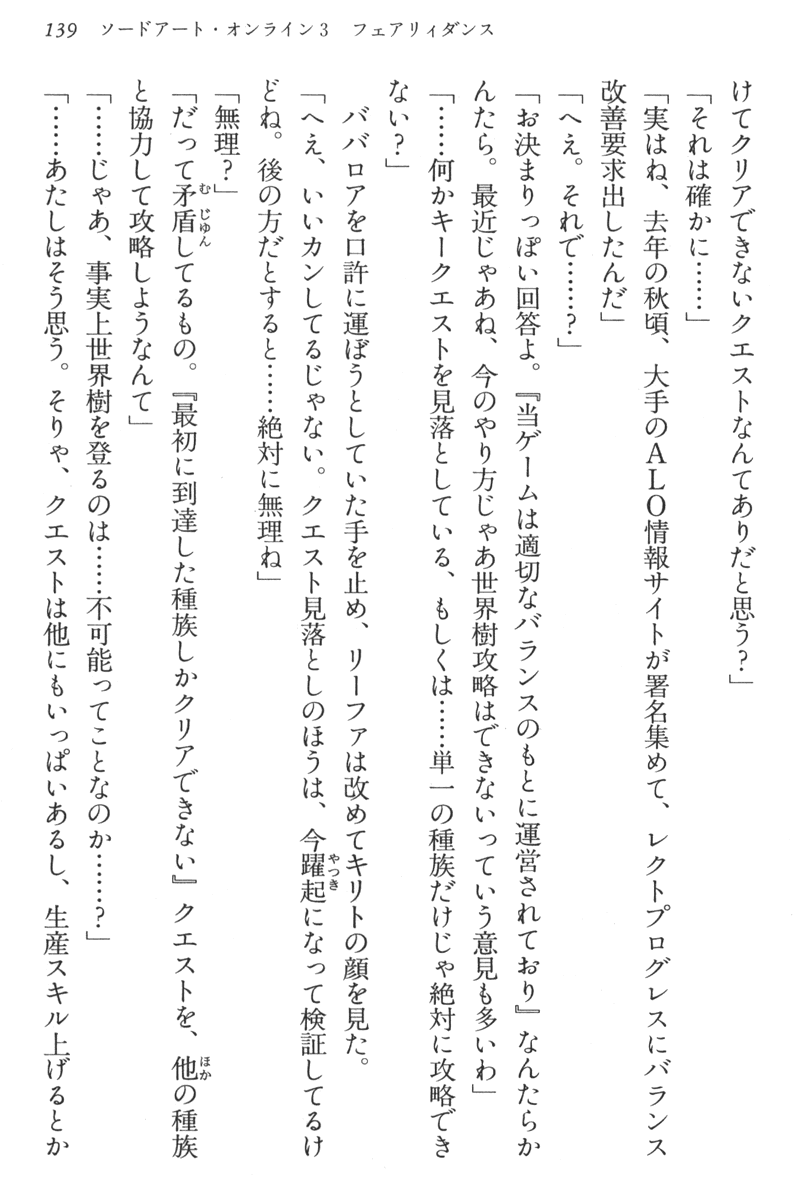 139　ソードアート・オンライン3　フェアリィダンス
けてクリアできないクエストなんてありだと思う？」
「それは確かに……」
「実はね、去年の秋頃、大手のＡＬＯ情報サイトが署名集めて、レクトプログレスにバランス
改善要求出したんだ」
「へえ。それで……？」
「お決まりっぽい回答よ。『当ゲームは適切なバランスのもとに運営されており』なんたらか
んたら。最近じゃあね、今のやり方じゃあ世界樹攻略はできないっていう意見も多いわ」
「……何かキークエストを見落としている、もしくは……単一の種族だけじゃ絶対に攻略でき
ない？」
　ババロアを口許に運ぼうとしていた手を止め、リーファは改めてキリトの顔を見た。
「へえ、いいカンしてるじゃない。クエスト見落としのほうは、今躍起やっきになって検証してるけ
どね。後の方だとすると……絶対に無理ね」
「無理？」
「だって矛盾むじゅんしてるもの。『最初に到達した種族しかクリアできない』クエストを、他ほかの種族
と協力して攻略しようなんて」
「……じゃあ、事実上世界樹を登るのは……不可能ってことなのか……？」
「……あたしはそう思う。そりゃ、クエストは他にもいっぱいあるし、生産スキル上げるとか